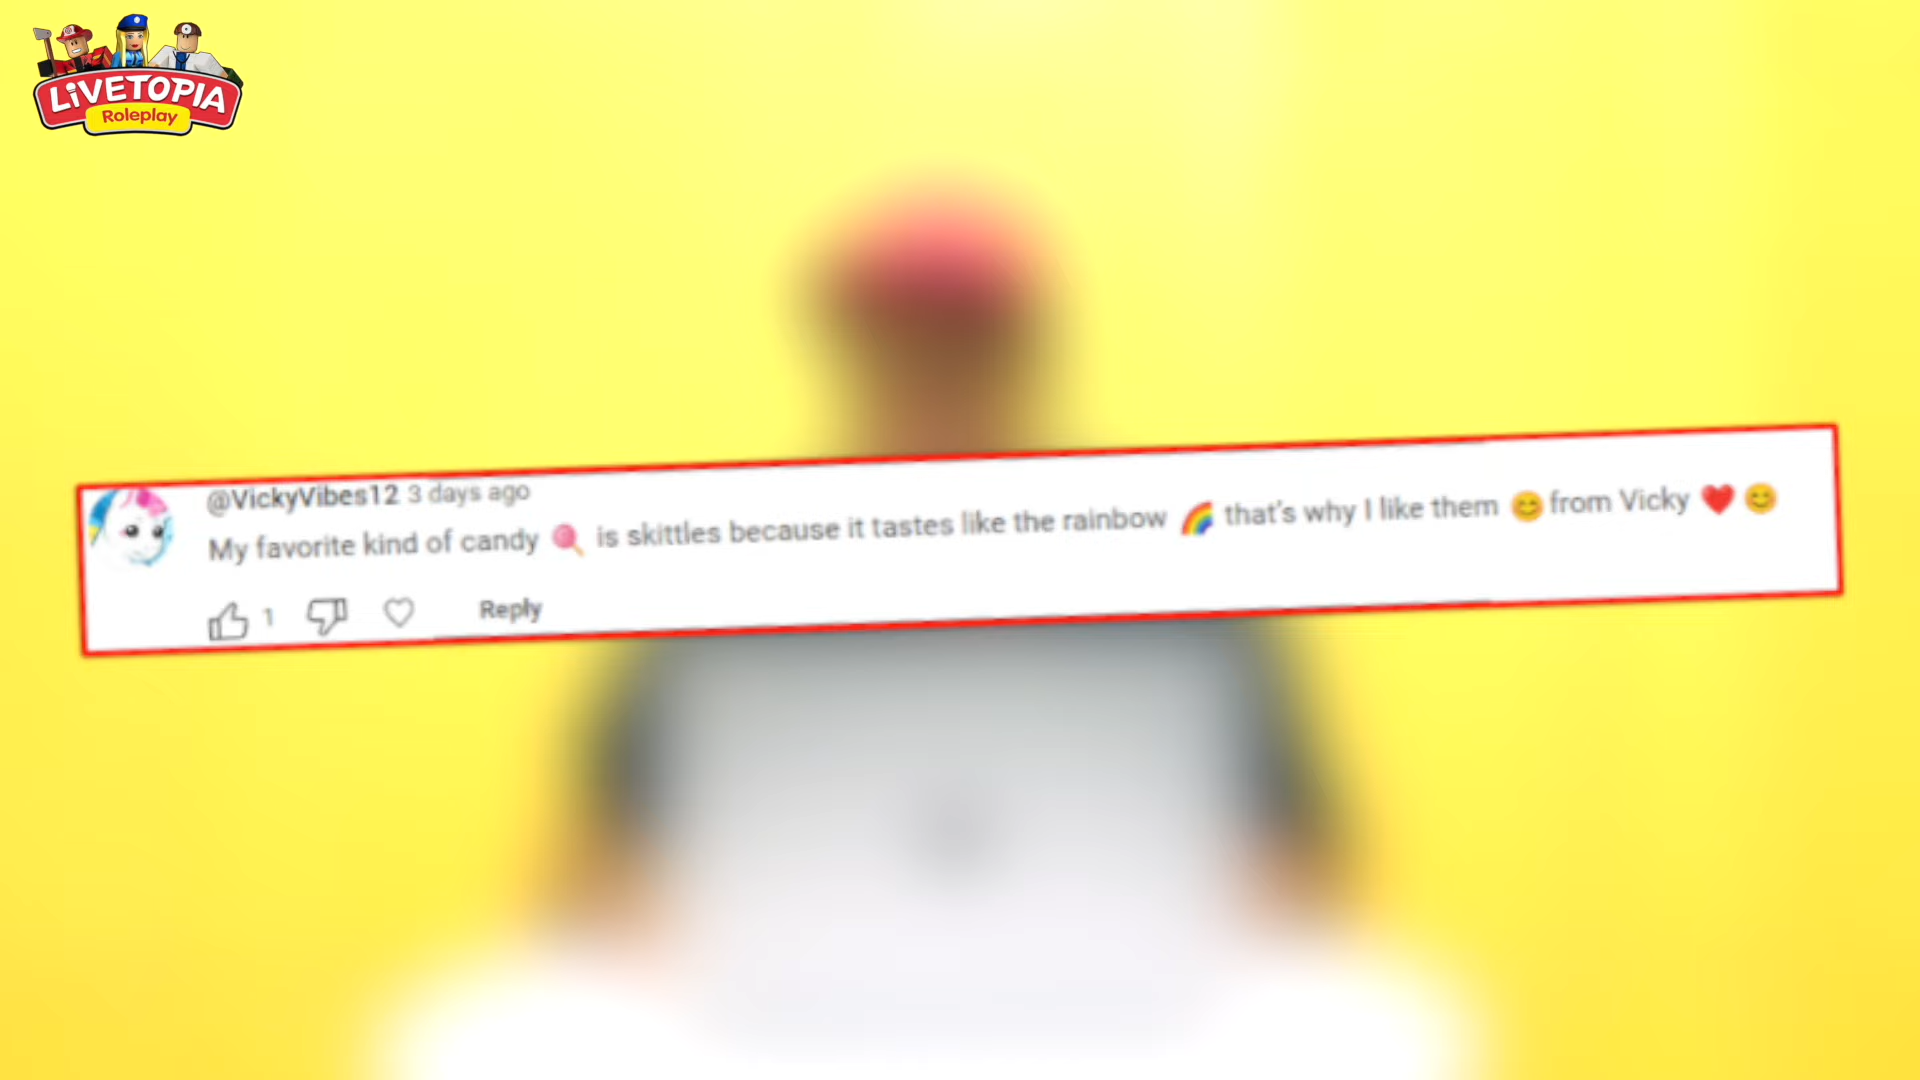 LiVETOPIA
Roleplay
@VickyVibes12 3 days ago
My favorite kind of candy 🍭 is skittles because it tastes like the rainbow 🌈 that's why I like them 😊from Vicky ❤️ 😊
1 Reply